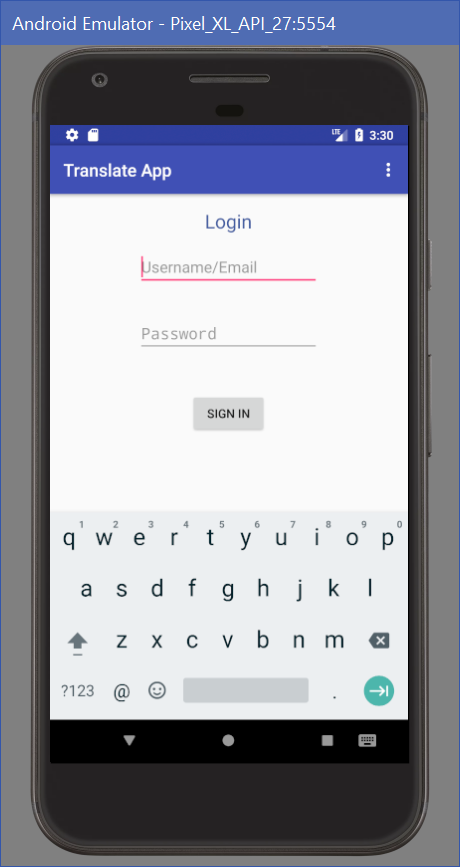 Android Emulator - Pixel_XL_API_27:5554
LTE 3:30
Translate App
Login
Username/Email
Password
SIGN IN
1 2 3 4 5 6 7 8 9 0
q w e r t y u i o p
a s d f g h j k l
z x c v b n m
?123 @ .